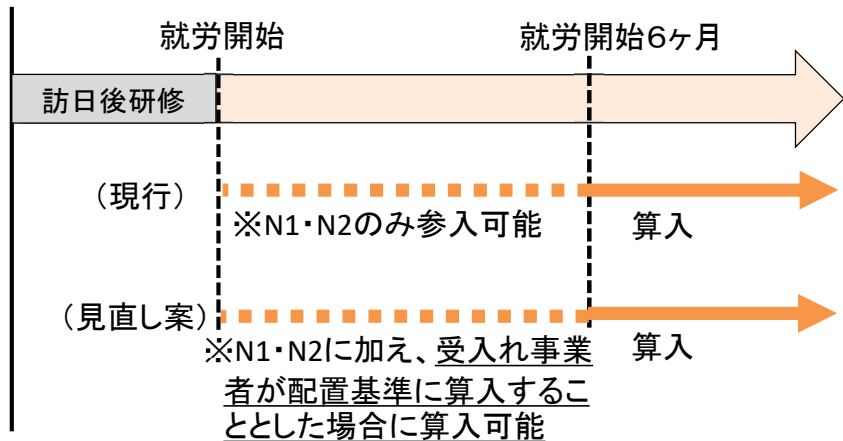 就労開始
就労開始6ヶ月
訪日後研修
（現行）
※N1・N2のみ参入可能
算入
（見直し案）
※N1・N2に加え、受入れ事業
者が配置基準に算入するこ
ととした場合に算入可能
算入